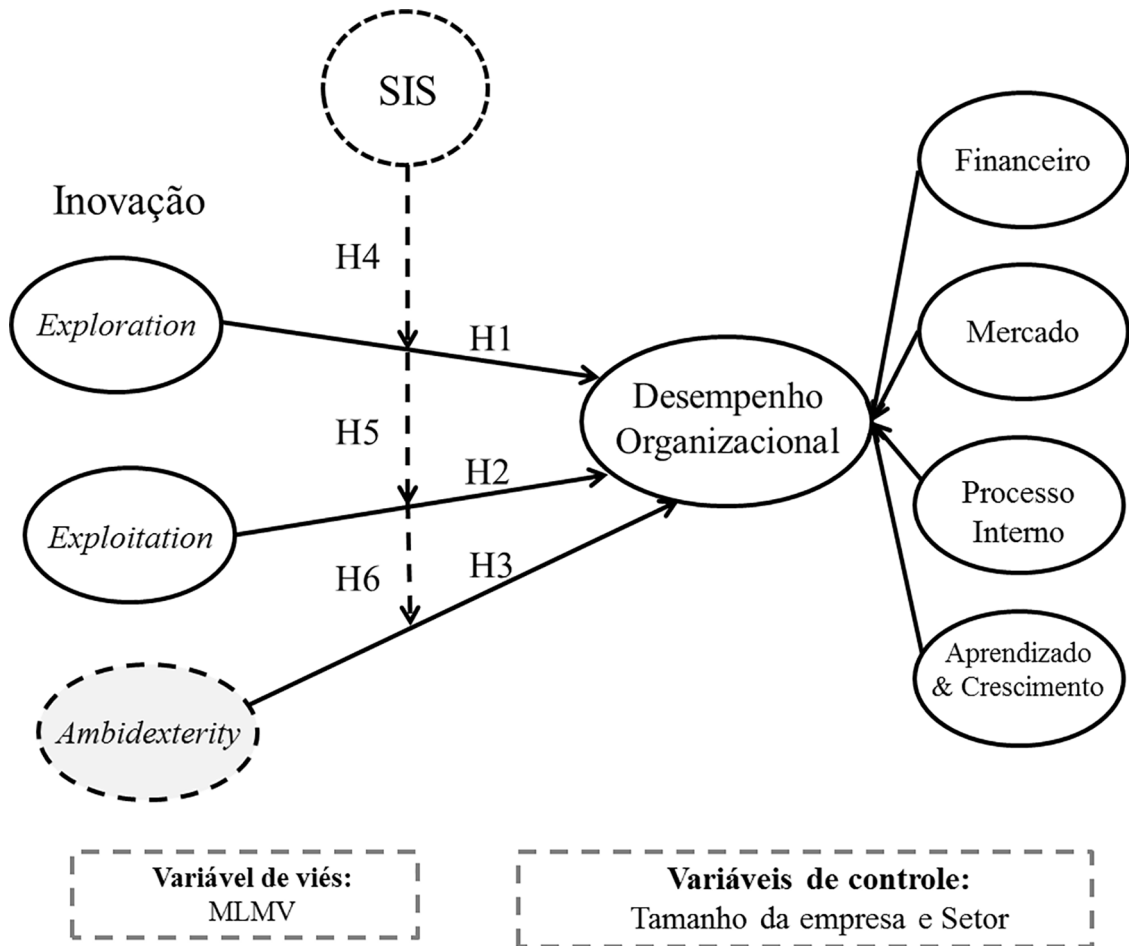 SIS
Inovação
H4
Exploration
H1
H5
Desempenho
Organizacional
H2
Exploitation
H6
H3
Ambidexterity
Financeiro
Mercado
Processo
Interno
Aprendizado
& Crescimento
Variável de viés:
MLMV
Variáveis de controle:
Tamanho da empresa e Setor